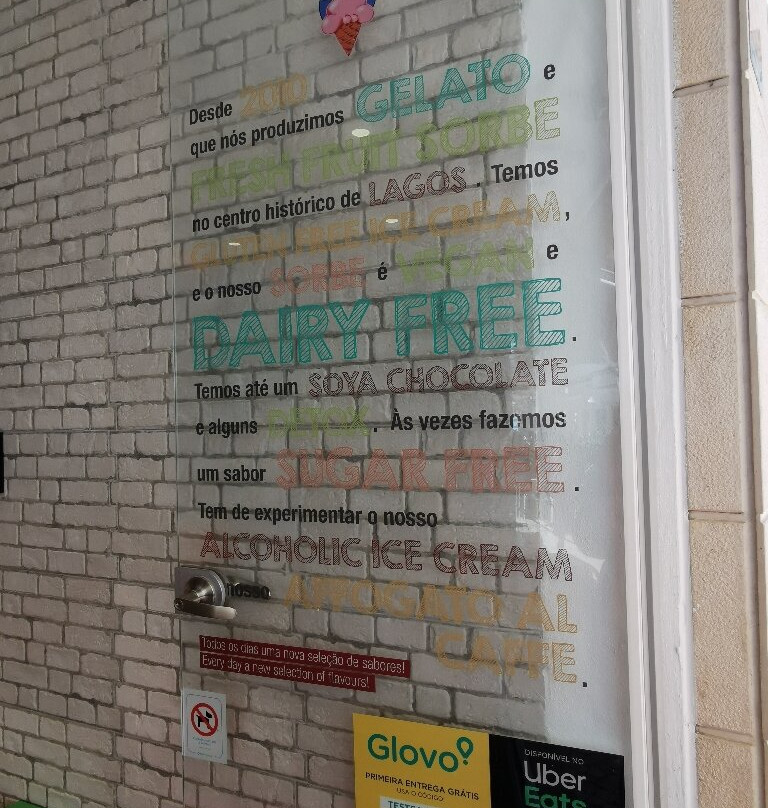 Desde 2010
que nós produzimos GELATO e
FRESH FRUIT SORBE
no centro histórico de LAGOS. Temos
GLUTEN FREE ICE CREAM,
e o nosso SORBE é VEGAN e
DAIRY FREE.
Temos até um SOYA CHOCOLATE
e alguns DETOX. Às vezes fazemos
um sabor SUGAR FREE.
Tem de experimentar o nosso
ALCOHOLIC ICE CREAM
nosso AFFOGATO AL
CAFFE.
Todos os dias uma nova seleção de sabores!
Every day a new selection of flavours!
Glovo
PRIMEIRA ENTREGA GRÁTIS
USA O CÓDIGO
DISPONÍVEL NO
Uber
Eats